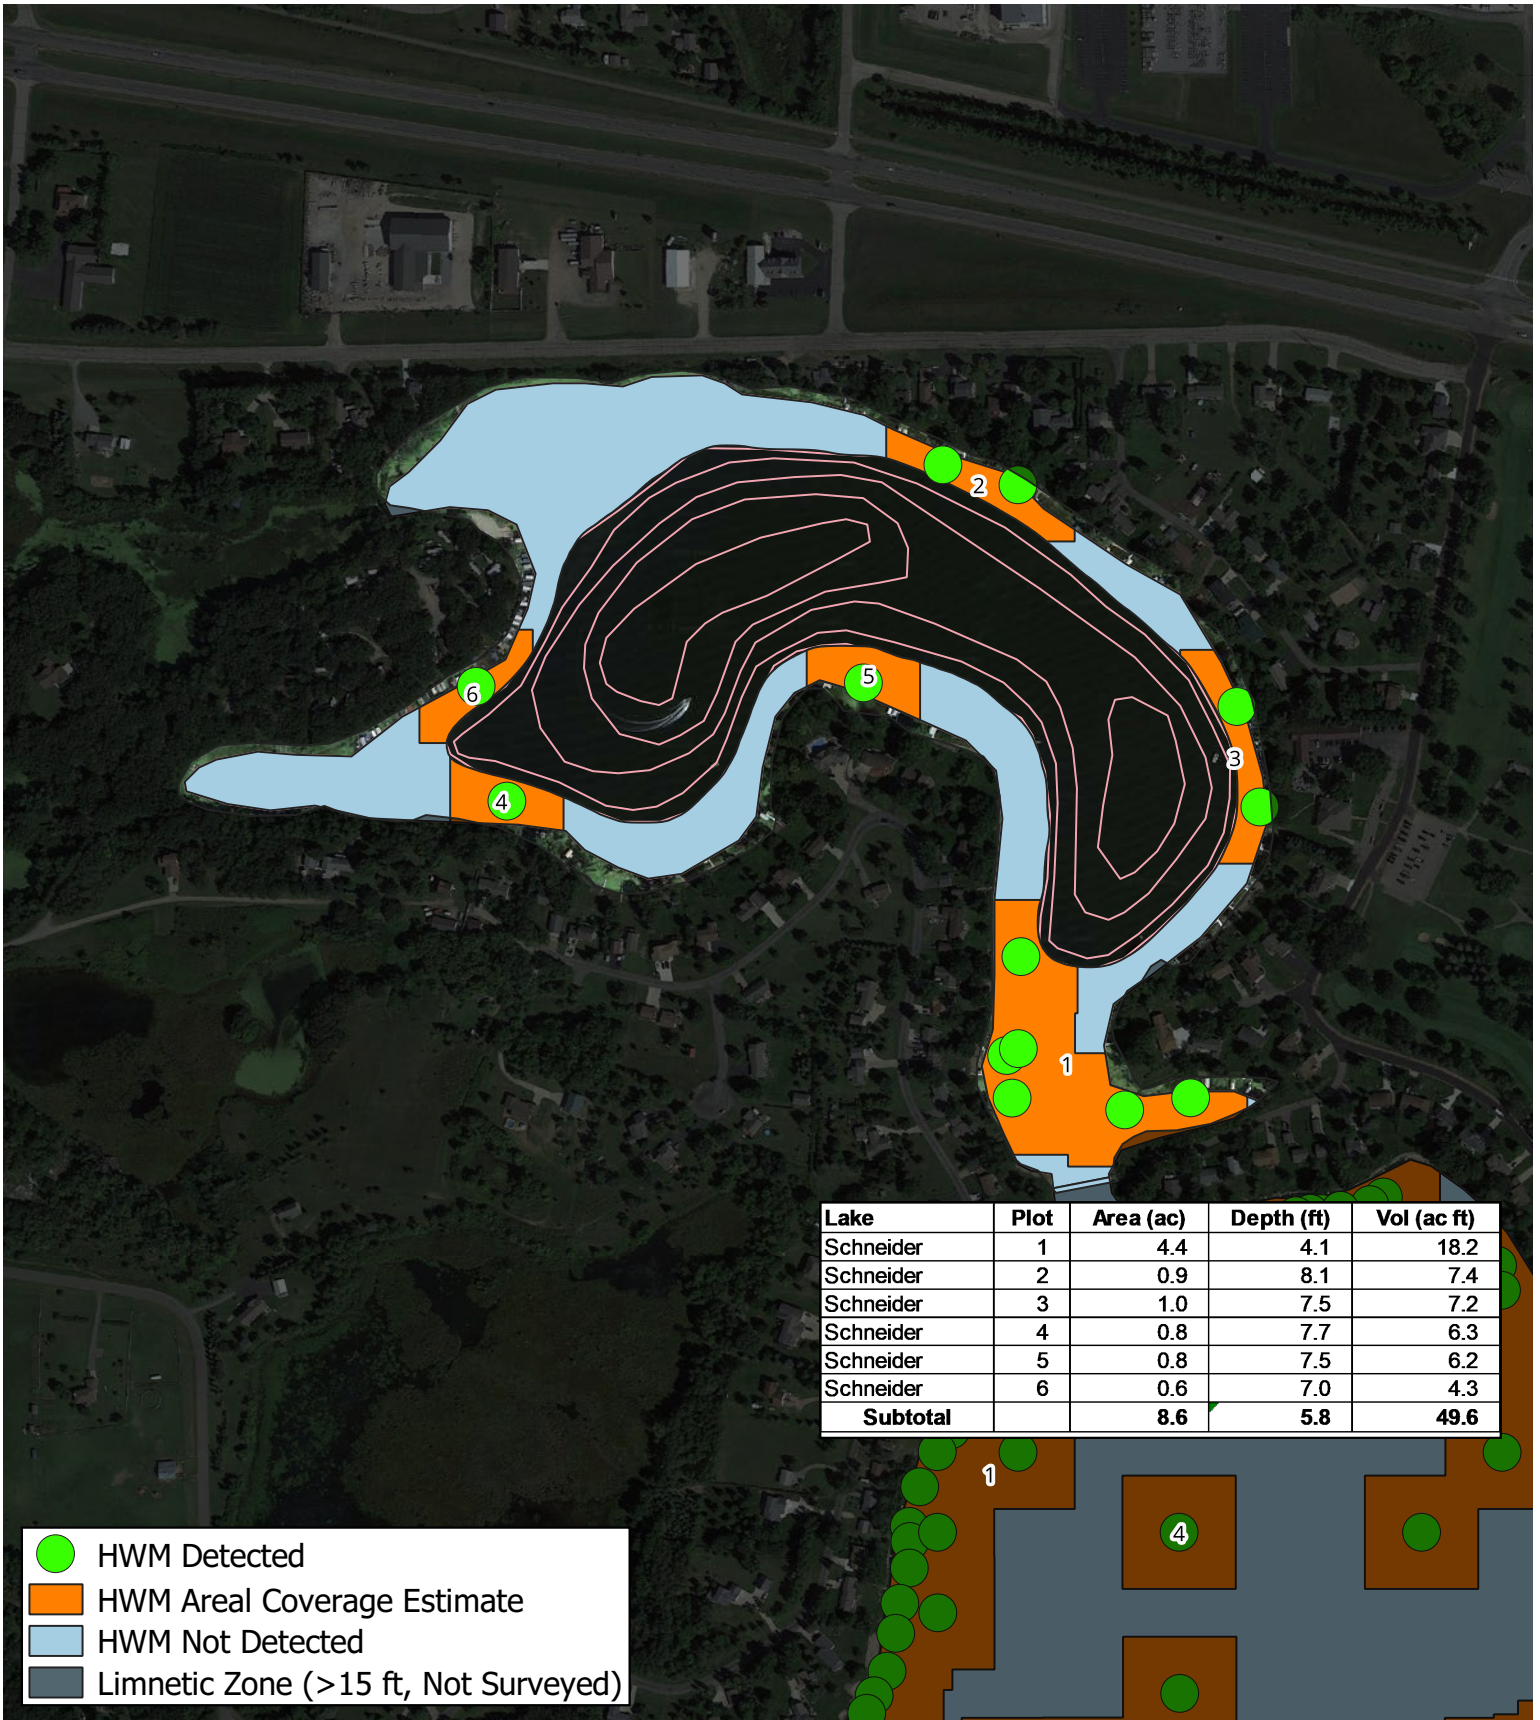 2
5
6
3
4
1
Lake Plot Area (ac) Depth (ft) Vol (ac ft)
Schneider 1 4.4 4.1 18.2
Schneider 2 0.9 8.1 7.4
Schneider 3 1.0 7.5 7.2
Schneider 4 0.8 7.7 6.3
Schneider 5 0.8 7.5 6.2
Schneider 6 0.6 7.0 4.3
Subtotal 8.6 5.8 49.6
1
4
HWM Detected
HWM Areal Coverage Estimate
HWM Not Detected
Limnetic Zone (>15 ft, Not Surveyed)